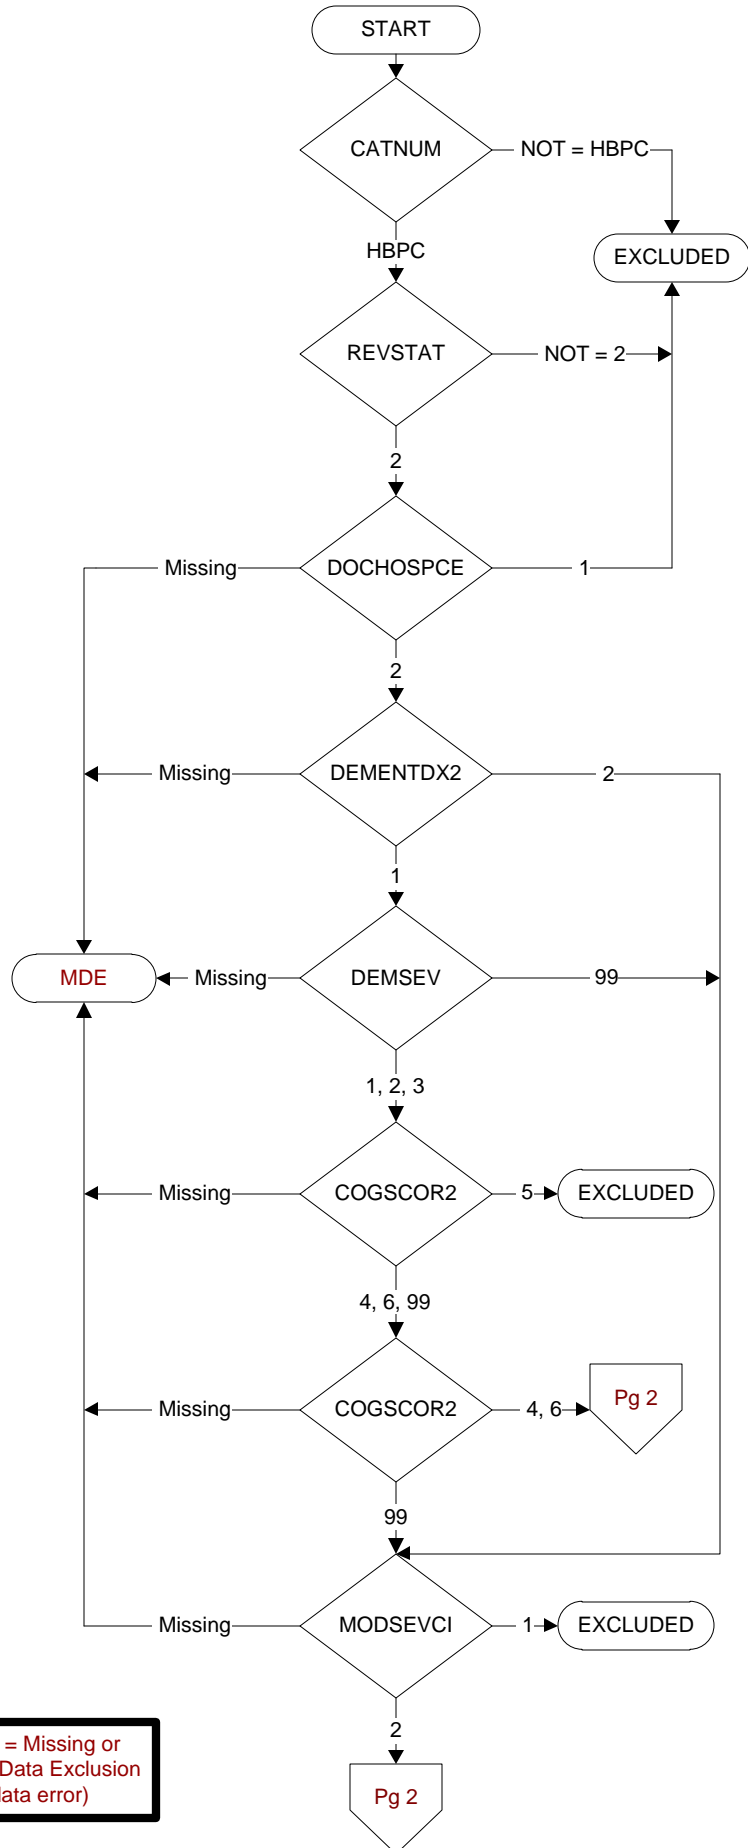 START
CATNUM
NOT = HBPC
HBPC
EXCLUDED
REVSTAT
NOT = 2
2
Missing
DOCHOSPCE
1
2
Missing
DEMENTDX2
2
1
MDE
Missing
DEMSEV
99
1, 2, 3
Missing
COGSCOR2
5
EXCLUDED
4, 6, 99
Missing
COGSCOR2
4, 6
Pg 2
99
Missing
MODSEVCI
1
EXCLUDED
2
= Missing or
Data Exclusion
data error)
Pg 2